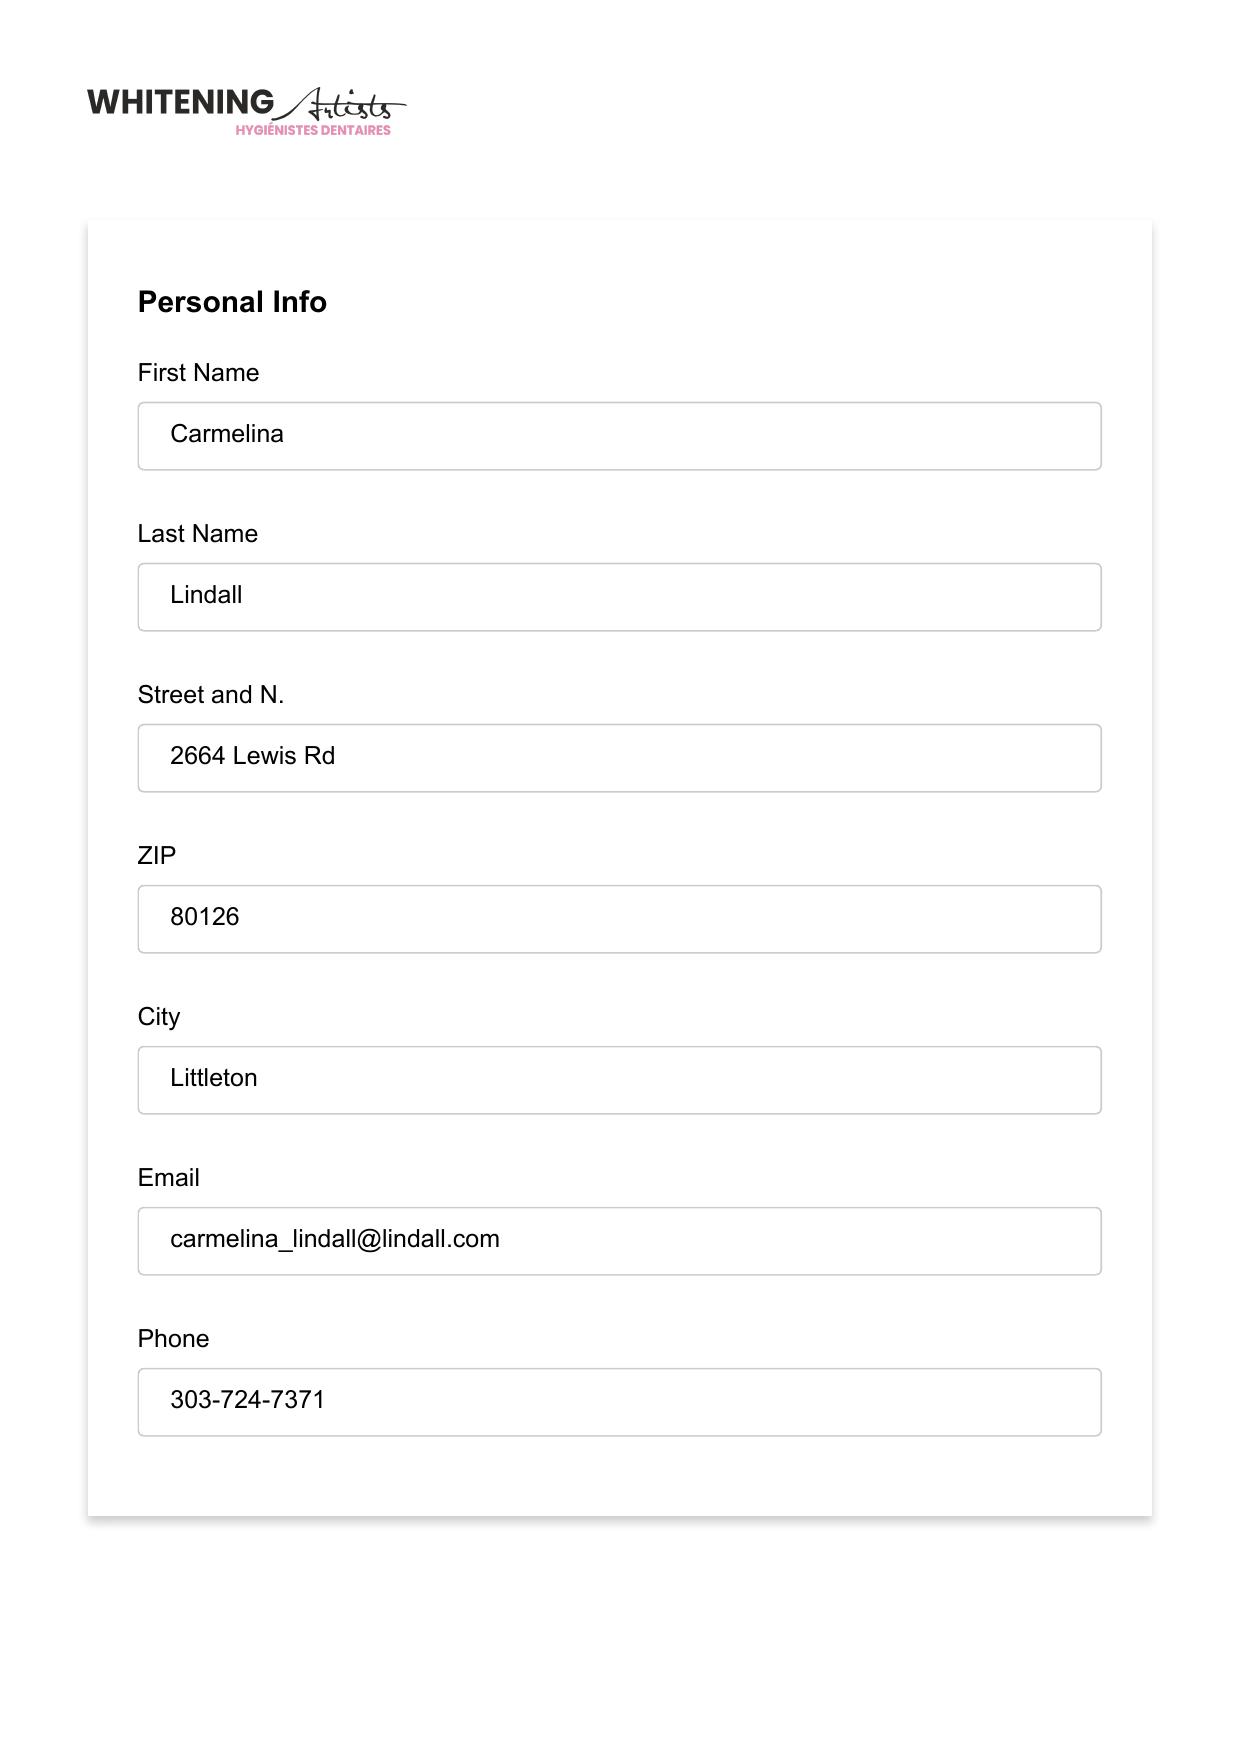 WHITENING Artists
HYGIÉNISTES DENTAIRES
Personal Info
First Name
Carmelina
Last Name
Lindall
Street and N.
2664 Lewis Rd
ZIP
80126
City
Littleton
Email
carmelina_lindall@lindall.com
Phone
303-724-7371